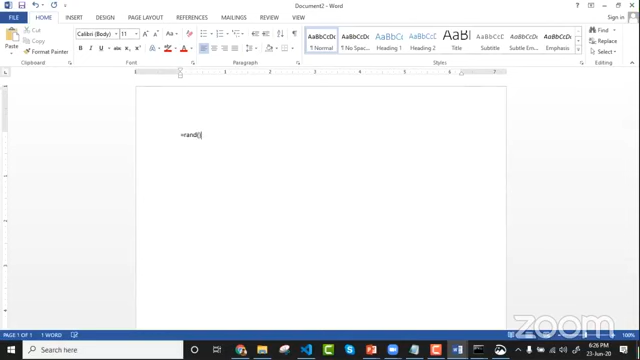 Document2 - Word
FILE HOME INSERT DESIGN PAGE LAYOUT REFERENCES MAILINGS REVIEW VIEW Sign in
Cut
Copy
Format Painter
Paste
Calibri (Body) 11
AaBbCcDc AaBbCcDc AaBbCc AaBbCcC AaBl AaBbCcD AaBbCcDc AaBbCcDc
¶ Normal ¶ No Spac... Heading 1 Heading 2 Title Subtitle Subtle Em... Emphasis
Find
Replace
Select
Clipboard Font Paragraph Styles Editing
=rand()
PAGE 1 OF 1 1 WORD 100%
zoom
Search here
6:26 PM
23-Jun-20